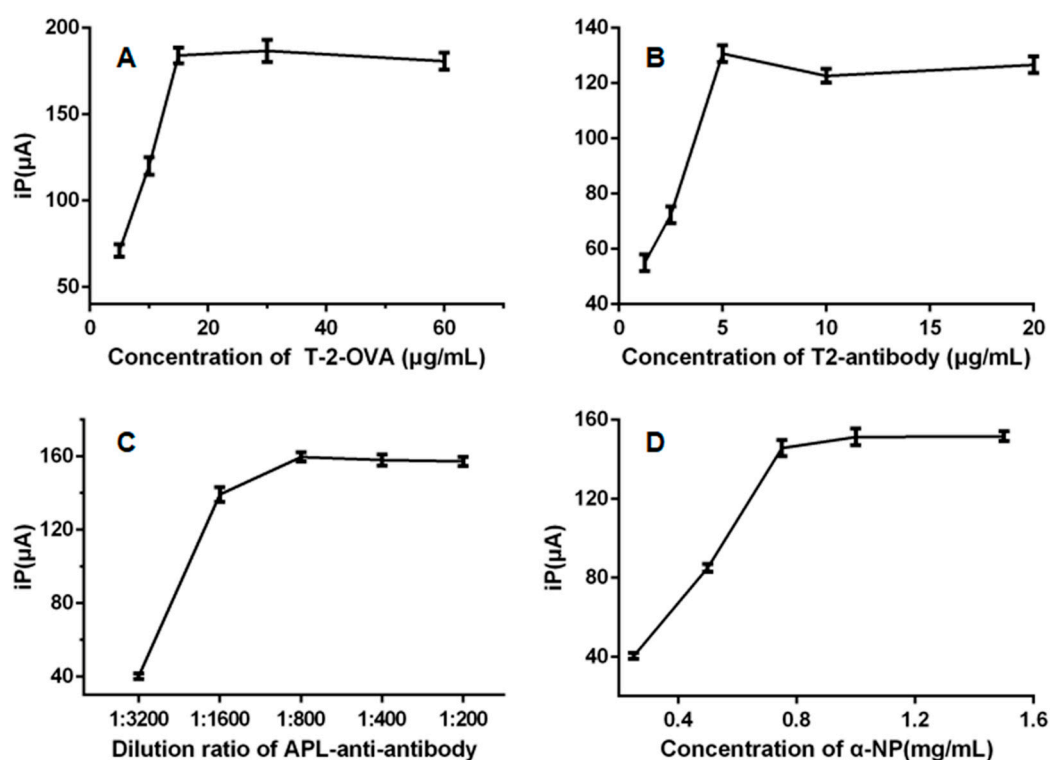 A
200
150
100
50
iP(μA)
0 20 40 60
Concentration of T-2-OVA (μg/mL)
B
140
120
100
80
60
40
iP(μA)
0 5 10 15 20
Concentration of T2-antibody (μg/mL)
C
160
160
80
40
iP(μA)
1:3200 1::1600 1:800 1:400 1:200
Dilution ratio of APL-anti-antibody
D
160
160
80
40
iP(μA)
0.4 0.8 1.2 1.6
Concentration of α-NP(mg/mL)